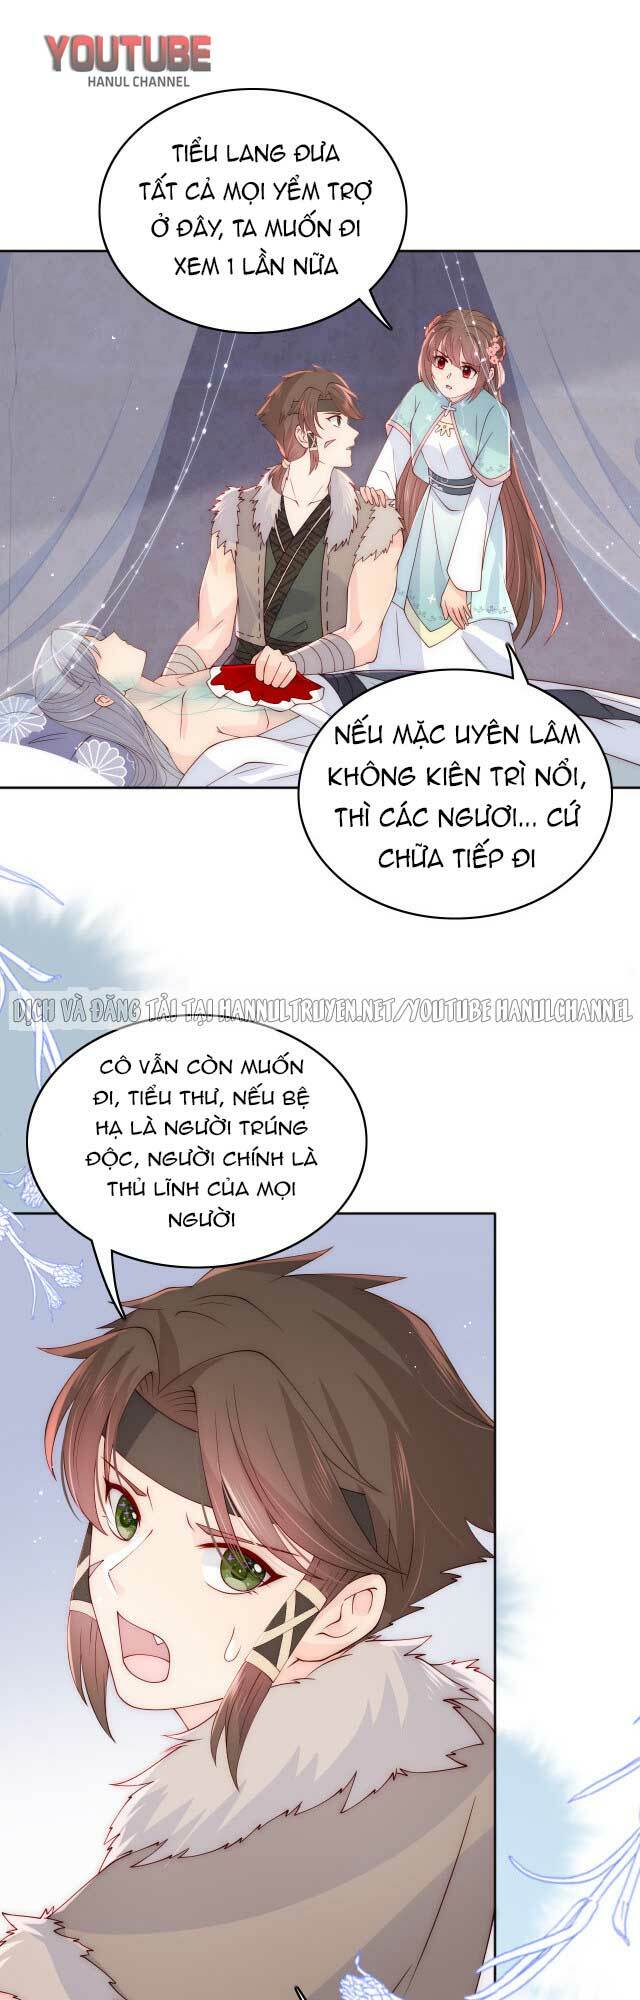 YOUTUBE
HANUL CHANNEL
TIỂU LANG ĐƯA
TẤT CẢ MỌI YỂM TRỢ
Ở ĐÂY, TA MUỐN ĐI
XEM 1 LẦN NỮA
NẾU MẶC UYÊN LÂM
KHÔNG KIÊN TRÌ NỔI,
THÌ CÁC NGƯƠI... CỨ
CHỮA TIẾP ĐI
DỊCH VÀ ĐĂNG TẢI TẠI HANNULTRUYEN.NET/YOUTUBE HANULCHANNEL
CÔ VẪN CÒN MUỐN
ĐI, TIỂU THƯ, NẾU BỆ
HẠ LÀ NGƯỜI TRÚNG
ĐỘC, NGƯỜI CHÍNH LÀ
THỦ LĨNH CỦA MỌI
NGƯỜI